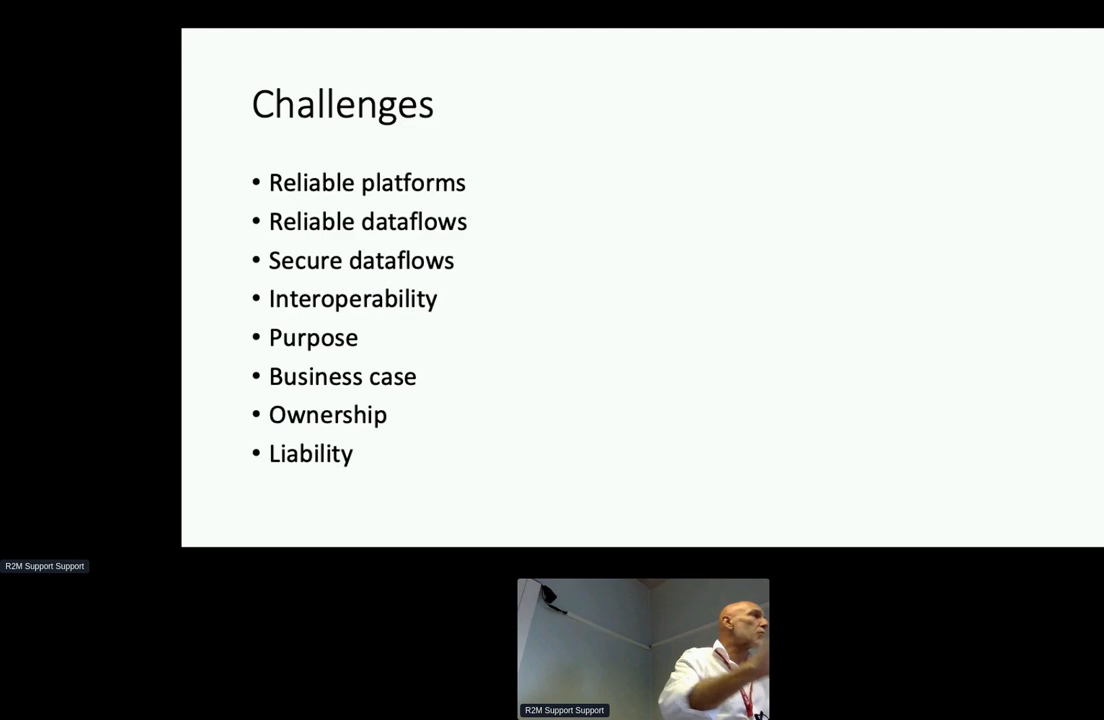 Challenges
• Reliable platforms
• Reliable dataflows
• Secure dataflows
• Interoperability
• Purpose
• Business case
• Ownership
• Liability
R2M Support Support
R2M Support Support